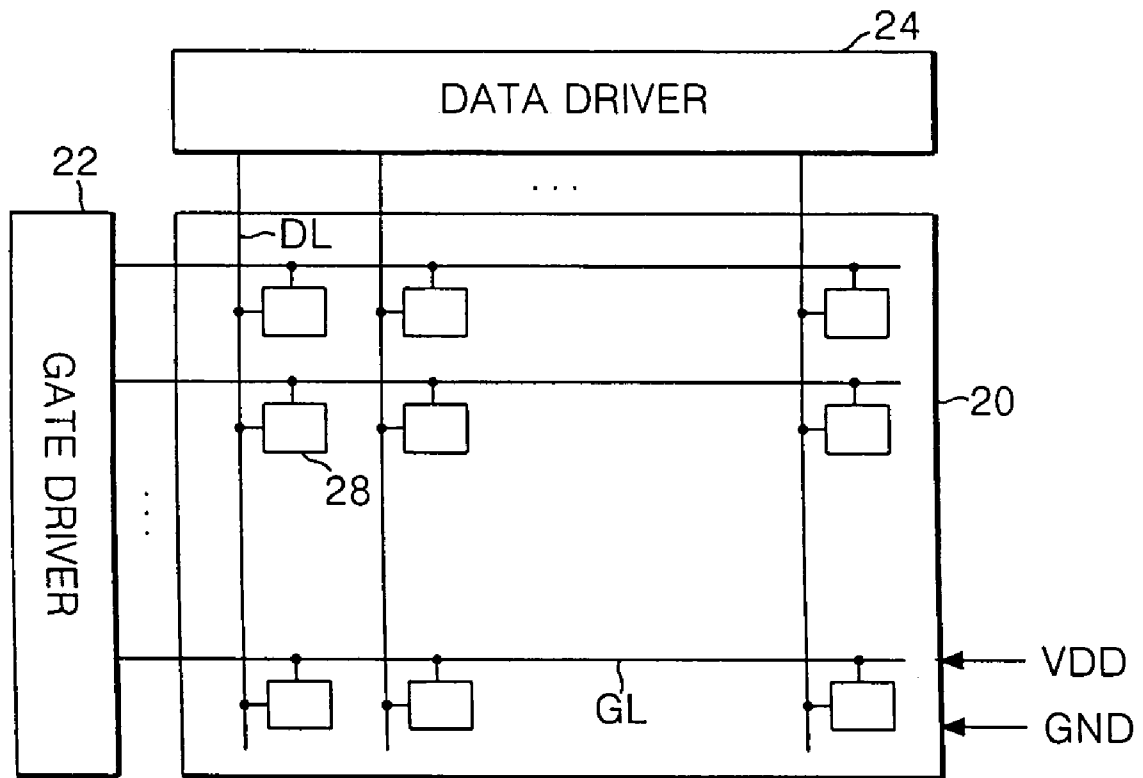 24
DATA DRIVER
22
. . .
DL
GATE DRIVER
20
28
. . .
VDD
GL
GND